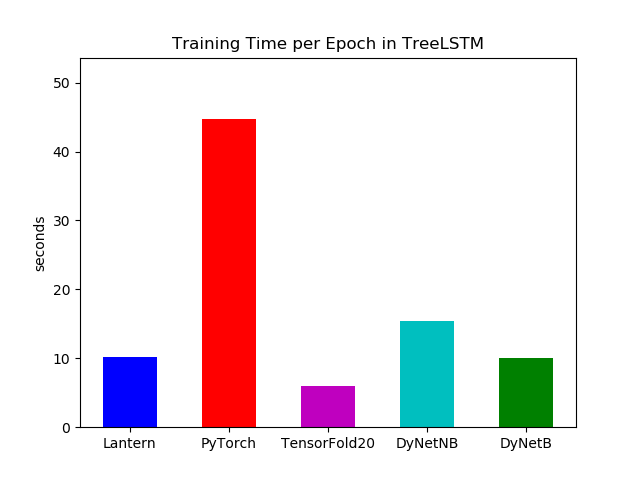 Training Time per Epoch in TreeLSTM
50
40
30
20
10
0
seconds
Lantern PyTorch TensorFold20 DyNetNB DyNetB